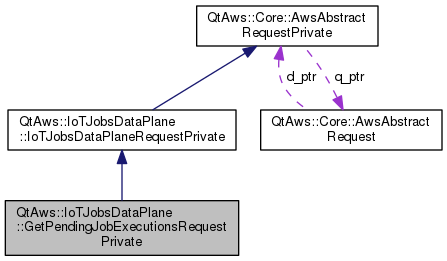 QtAws::Core::AwsAbstract
RequestPrivate
d_ptr
q_ptr
QtAws::IoTJobsDataPlane
::IoTJobsDataPlaneRequestPrivate
QtAws::Core::AwsAbstract
Request
QtAws::IoTJobsDataPlane
::GetPendingJobExecutionsRequest
Private